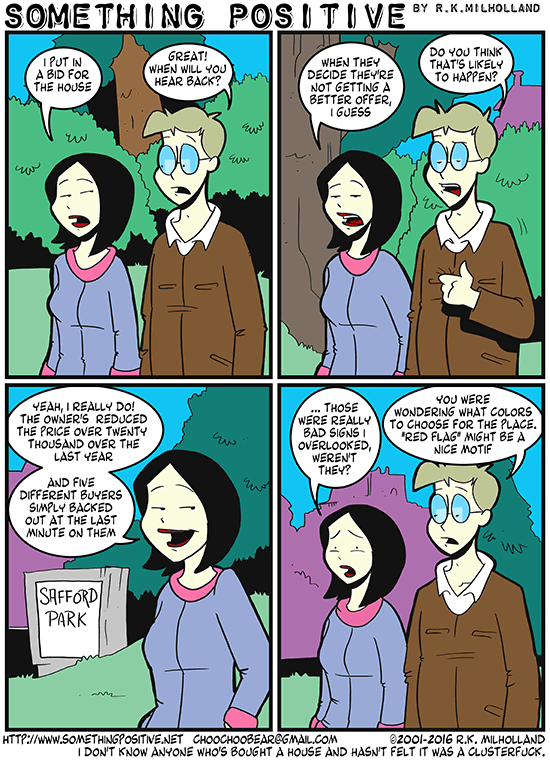 SOMETHING POSITIVE BY R.K.MILHOLLAND
I PUT IN
A BID FOR
THE HOUSE
GREAT!
WHEN WILL YOU
HEAR BACK?
WHEN THEY
DECIDE THEY'RE
NOT GETTING A
BETTER OFFER,
I GUESS
DO YOU THINK
THAT'S LIKELY
TO HAPPEN?
YEAH, I REALLY DO!
THE OWNER'S REDUCED
THE PRICE OVER TWENTY
THOUSAND OVER THE
LAST YEAR
AND FIVE
DIFFERENT BUYERS
SIMPLY BACKED
OUT AT THE LAST
MINUTE ON THEM
SAFFORD
PARK
... THOSE
WERE REALLY
BAD SIGNS I
OVERLOOKED,
WEREN'T
THEY?
YOU WERE
WONDERING WHAT COLORS
TO CHOOSE FOR THE PLACE.
"RED FLAG" MIGHT BE A
NICE MOTIF
HTTP://WWW.SOMETHINGPOSITIVE.NET CHOOCHOOBEAR@GMAIL.COM ©2001-2016 R.K. MILHOLLAND
I DON'T KNOW ANYONE WHO'S BOUGHT A HOUSE AND HASN'T FELT IT WAS A CLUSTERFUCK.